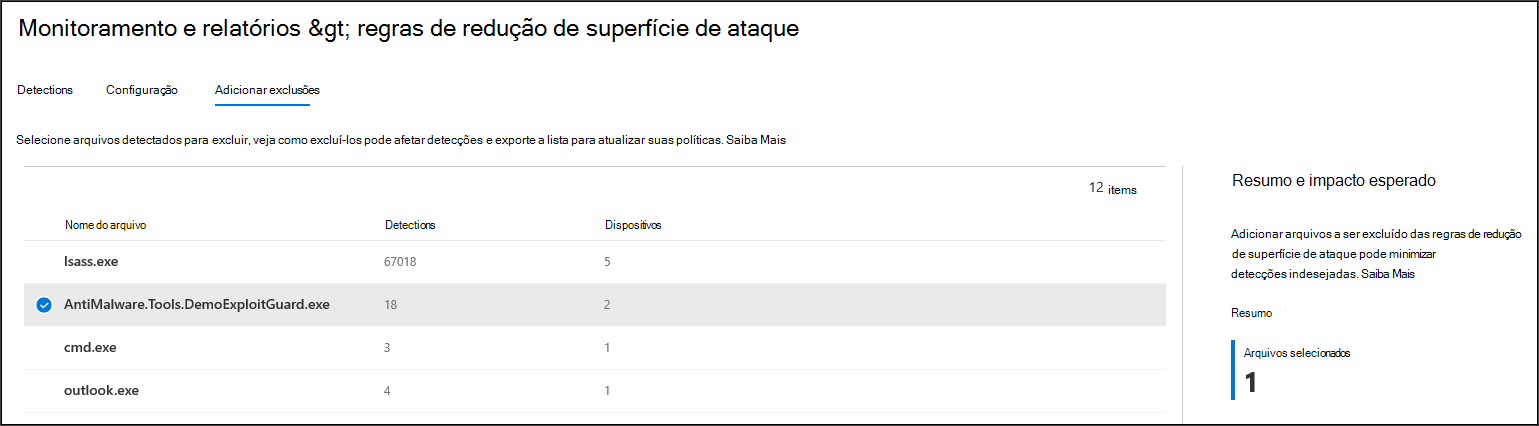 Monitoramento e relatórios &gt; regras de redução de superfície de ataque
Detections Configuração Adicionar exclusões
Selecione arquivos detectados para excluir, veja como excluí-los pode afetar detecções e exporte a lista para atualizar suas políticas. Saiba Mais
12 items
Nome do arquivo Detections Dispositivos
lsass.exe 67018 5
AntiMalware.Tools.DemoExploitGuard.exe 18 2
cmd.exe 3 1
outlook.exe 4 1
Resumo e impacto esperado
Adicionar arquivos a ser excluído das regras de redução
de superfície de ataque pode minimizar
detecções indesejadas. Saiba Mais
Resumo
Arquivos selecionados
1